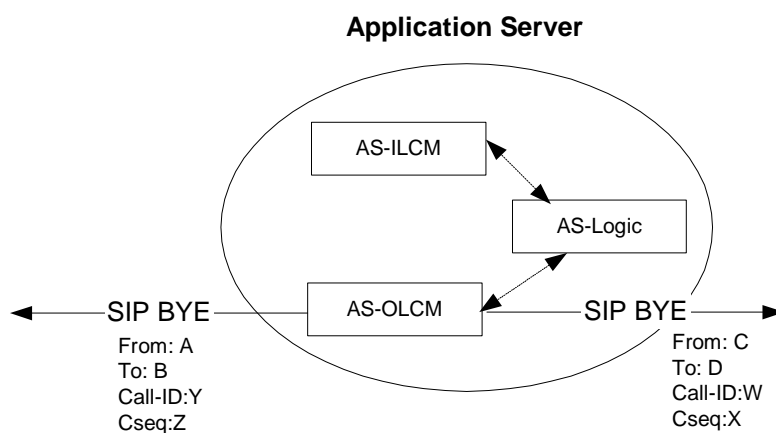 Application Server
AS-ILCM
AS-Logic
AS-OLCM
SIP BYE
From: A
To: B
Call-ID:Y
Cseq:Z
SIP BYE
From: C
To: D
Call-ID:W
Cseq:X